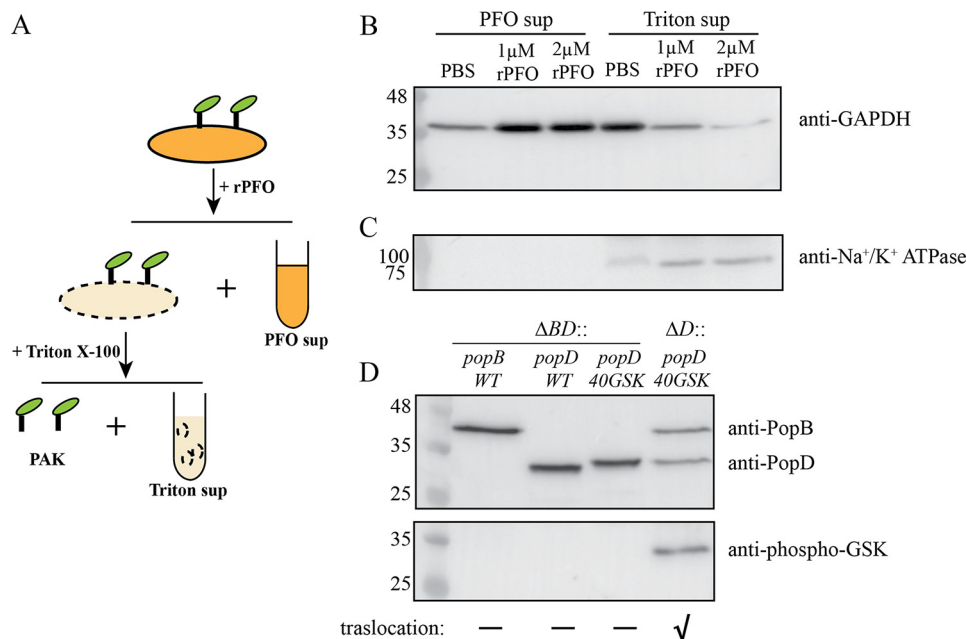 A
+ rPFO
+
PFO sup
+ Triton X-100
+
PAK
Triton sup
B
PFO sup Triton sup
PBS 1µM rPFO 2µM rPFO PBS 1µM rPFO 2µM rPFO
48
35
25
anti-GAPDH
C
100
75
anti-Na⁺/K⁺ ATPase
D
ΔBD:: ΔD::
popB WT popD WT popD 40GSK popD 40GSK
48
35
25
anti-PopB
anti-PopD
35
25
anti-phospho-GSK
traslocation: — — — √